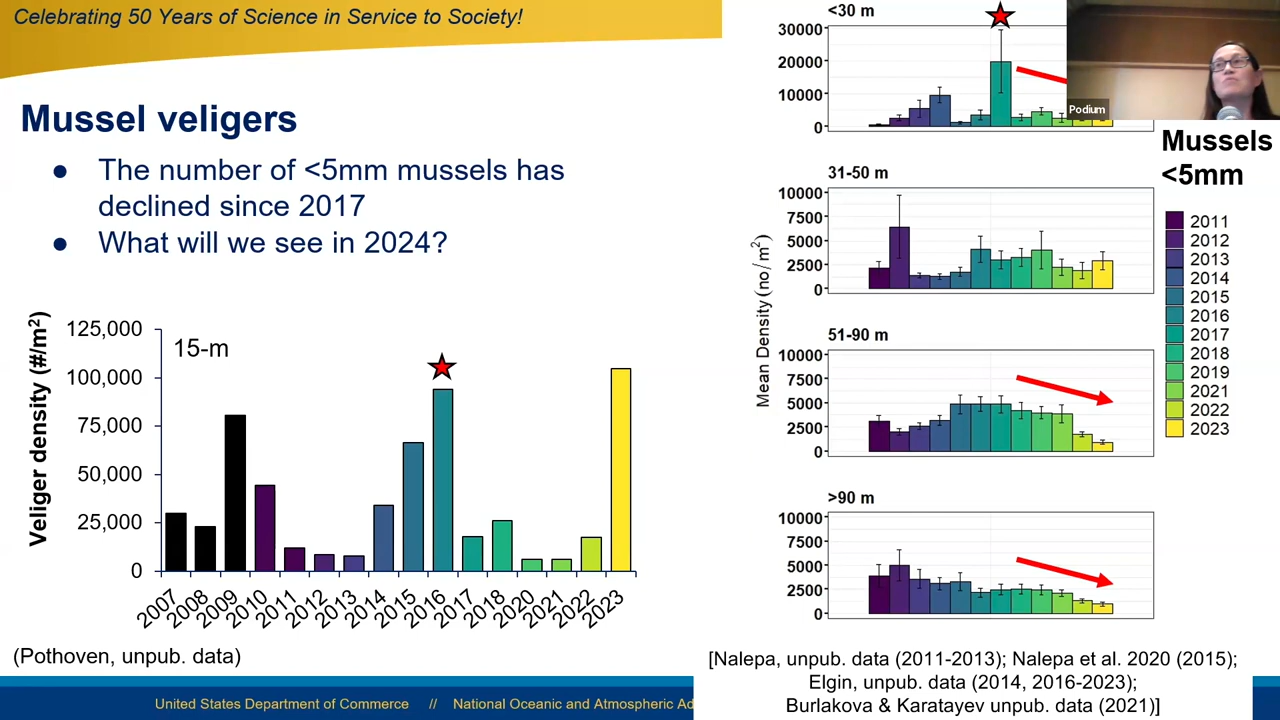 Celebrating 50 Years of Science in Service to Society!
Mussel veligers
● The number of <5mm mussels has
declined since 2017
● What will we see in 2024?
Veliger density (#/m²)
125,000
100,000
75,000
50,000
25,000
0
15-m
2007
2008
2009
2010
2011
2012
2013
2014
2015
2016
2017
2018
2020
2021
2022
2023
(Pothoven, unpub. data)
United States Department of Commerce // National Oceanic and Atmospheric Ad
Mean Density (no/m²)
<30 m
30000
20000
10000
0
31-50 m
10000
7500
5000
2500
0
51-90 m
10000
7500
5000
2500
0
>90 m
10000
7500
5000
2500
0
Podium
Mussels
<5mm
2011
2012
2013
2014
2015
2016
2017
2018
2019
2021
2022
2023
[Nalepa, unpub. data (2011-2013); Nalepa et al. 2020 (2015);
Elgin, unpub. data (2014, 2016-2023);
Burlakova & Karatayev unpub. data (2021)]